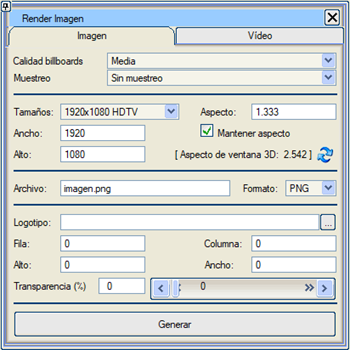 Render Imagen
Imagen Vídeo
Calidad billboards Media
Muestreo Sin muestreo
Tamaños: 1920x1080 HDTV Aspecto: 1.333
Ancho: 1920 Mantener aspecto
Alto: 1080 [ Aspecto de ventana 3D: 2.542 ]
Archivo: imagen.png Formato: PNG
Logotipo: ...
Fila: 0 Columna: 0
Alto: 0 Ancho: 0
Transparencia (%) 0 0
Generar